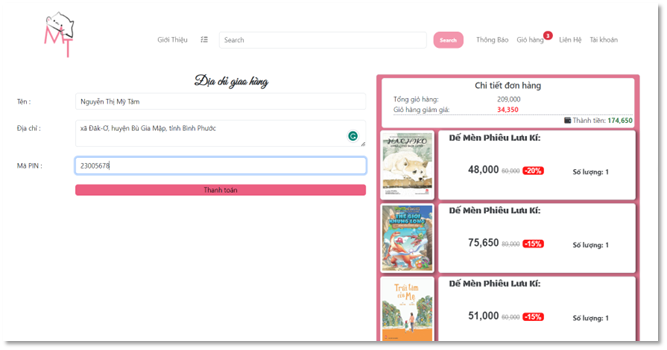 MT
Giới Thiệu
Search
Search
Thông Báo
Giỏ hàng 3
Liên Hệ
Tài khoản
Địa chỉ giao hàng
Tên :
Nguyễn Thị Mỹ Tâm
Địa chỉ :
xã Đăk-Ơ, huyện Bù Gia Mập, tỉnh Bình Phước
Mã PIN :
23005678
Thanh toán
Chi tiết đơn hàng
Tổng giỏ hàng: 209,000
Giỏ hàng giảm giá: 34,350
Thành tiền: 174,650
HACHIKO
Dế Mèn Phiêu Lưu Kí:
48,000 60,000 -20% Số lượng: 1
Dế Mèn Phiêu Lưu Kí:
75,650 89,000 -15% Số lượng: 1
Trái tim của Mẹ
Dế Mèn Phiêu Lưu Kí:
51,000 60,000 -15% Số lượng: 1